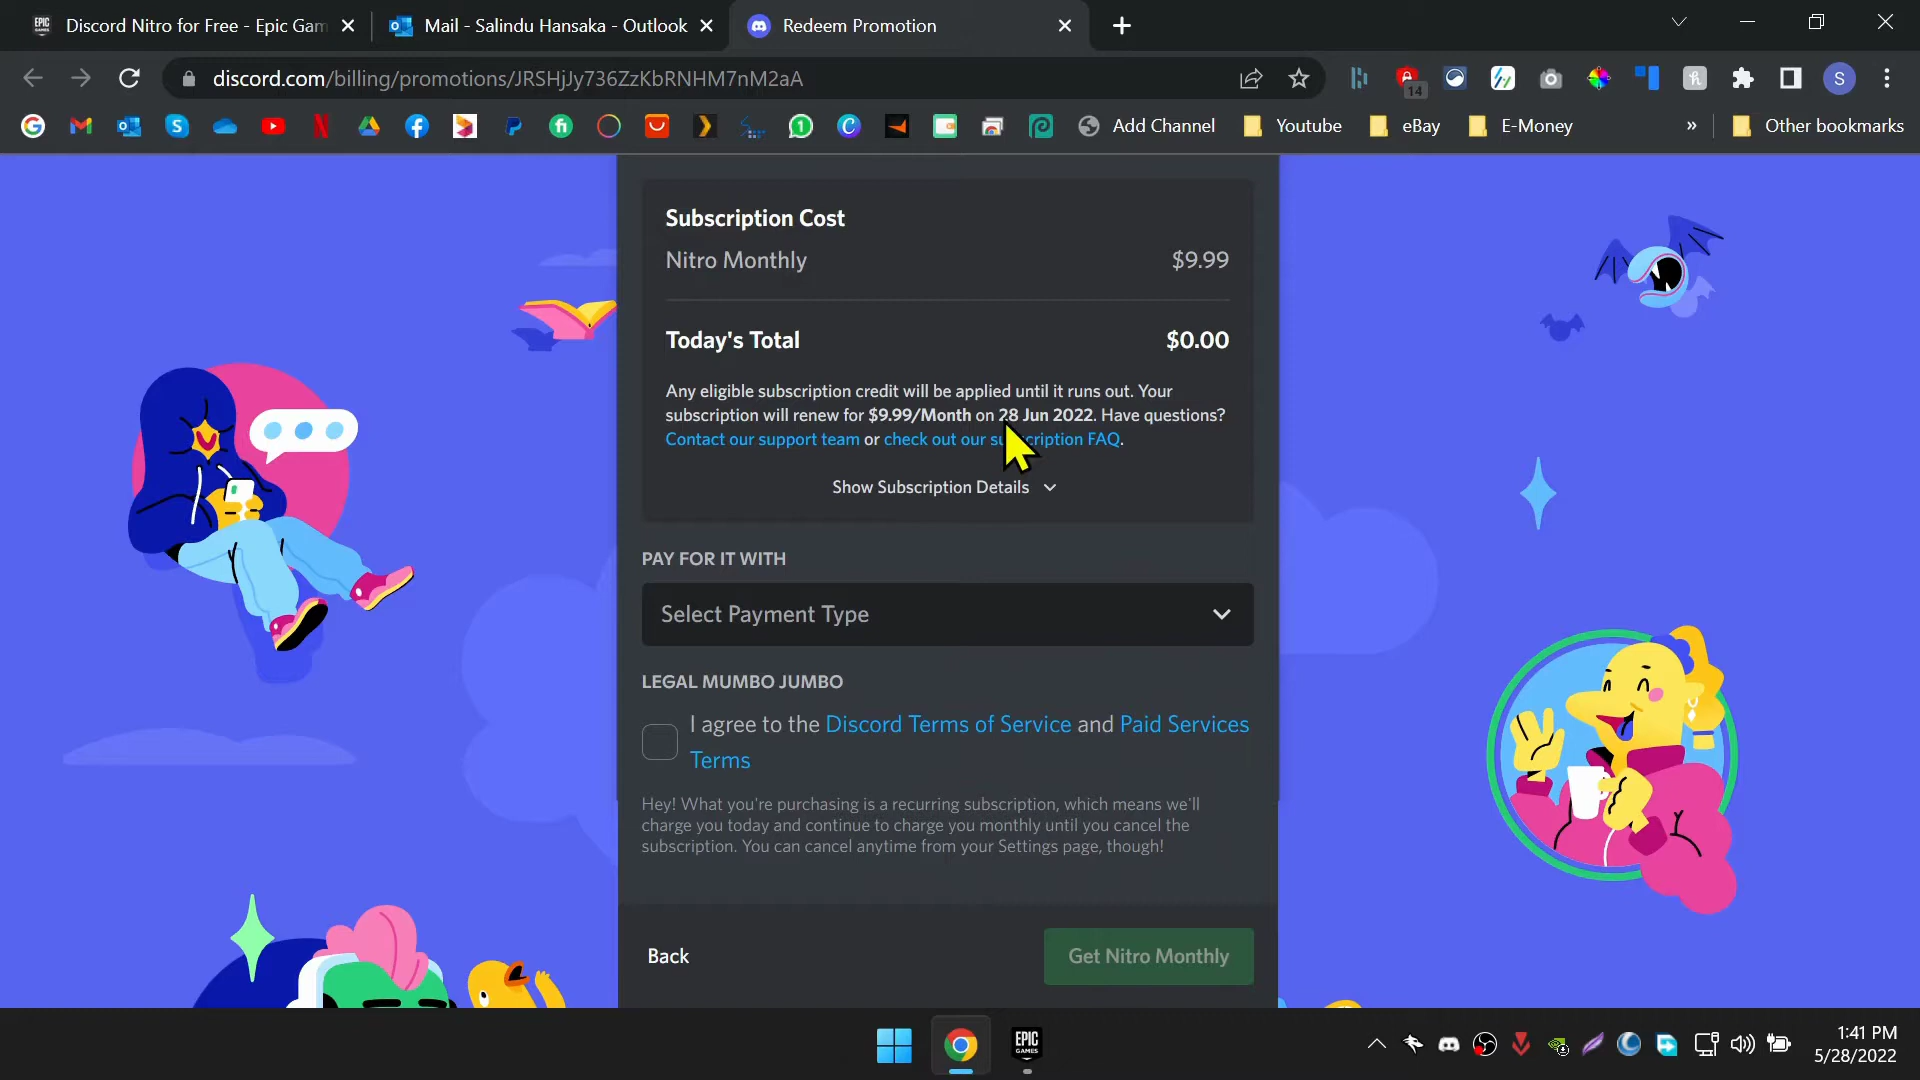 Discord Nitro for Free - Epic Gam
Mail - Salindu Hansaka - Outlook
Redeem Promotion
discord.com/billing/promotions/JRSHjJy736ZzKbRNHM7nM2aA
14
S
Add Channel
Youtube
eBay
E-Money
»
Other bookmarks
Subscription Cost
Nitro Monthly $9.99
Today's Total $0.00
Any eligible subscription credit will be applied until it runs out. Your
subscription will renew for $9.99/Month on 28 Jun 2022. Have questions?
Contact our support team or check out our subscription FAQ.
Show Subscription Details
PAY FOR IT WITH
Select Payment Type
LEGAL MUMBO JUMBO
I agree to the Discord Terms of Service and Paid Services
Terms
Hey! What you're purchasing is a recurring subscription, which means we'll
charge you today and continue to charge you monthly until you cancel the
subscription. You can cancel anytime from your Settings page, though!
Back
Get Nitro Monthly
EPIC
GAMES
1:41 PM
5/28/2022